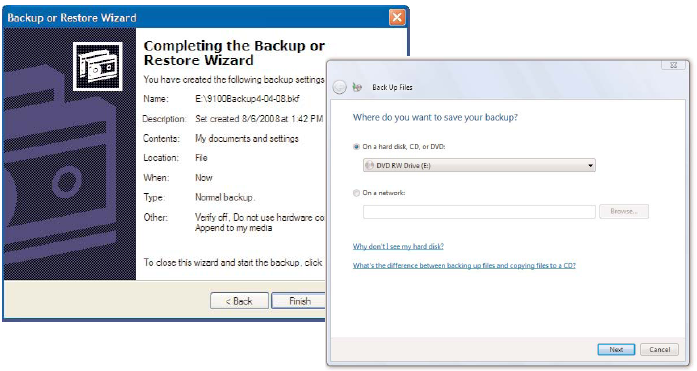 Backup or Restore Wizard
Completing the Backup or
Restore Wizard
You have created the following backup settings
Name: E:\9100Backup4-04-08.bkf
Description: Set created 8/6/2008 at 1:42 PM
Contents: My documents and settings
Location: File
When: Now
Type: Normal backup.
Other: Verify off, Do not use hardware co
Append to my media
To close this wizard and start the backup, click
< Back
Finish
Back Up Files
Where do you want to save your backup?
On a hard disk, CD, or DVD:
DVD RW Drive (E:)
On a network:
Browse...
Why don't I see my hard disk?
What's the difference between backing up files and copying files to a CD?
Next
Cancel